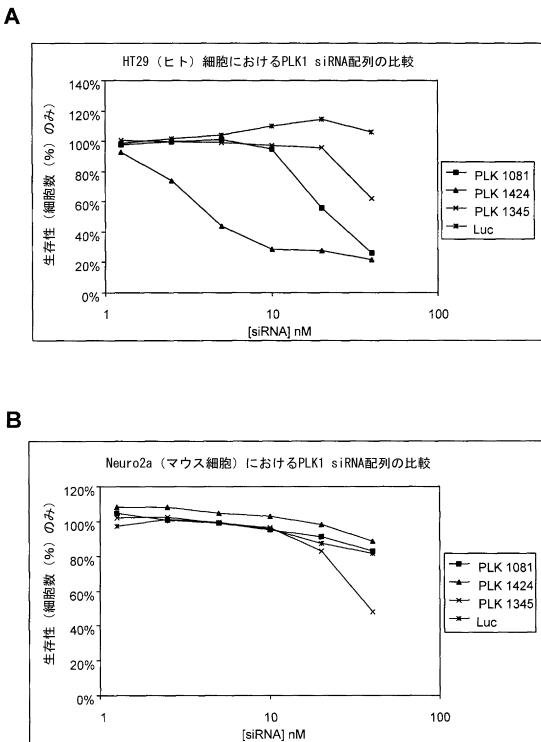 A
HT29（ヒト）細胞におけるPLK1 siRNA配列の比較
生存性（細胞数（%）のみ）
140%
120%
100%
80%
60%
40%
20%
0%
1
10
100
[siRNA] nM
PLK 1081
PLK 1424
PLK 1345
Luc
B
Neuro2a（マウス細胞）におけるPLK1 siRNA配列の比較
生存性（細胞数（%）のみ）
120%
100%
80%
60%
40%
20%
0%
1
10
100
[siRNA] nM
PLK 1081
PLK 1424
PLK 1345
Luc